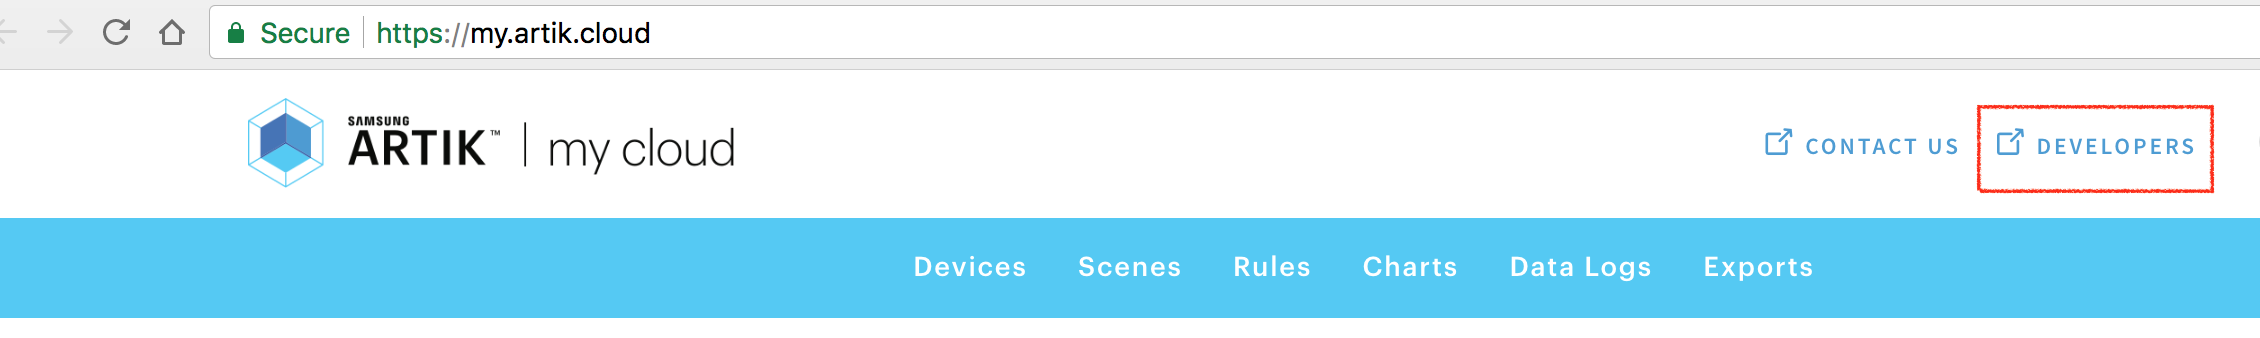 Secure https://my.artik.cloud
SAMSUNG
ARTIK™ | my cloud
CONTACT US DEVELOPERS
Devices Scenes Rules Charts Data Logs Exports